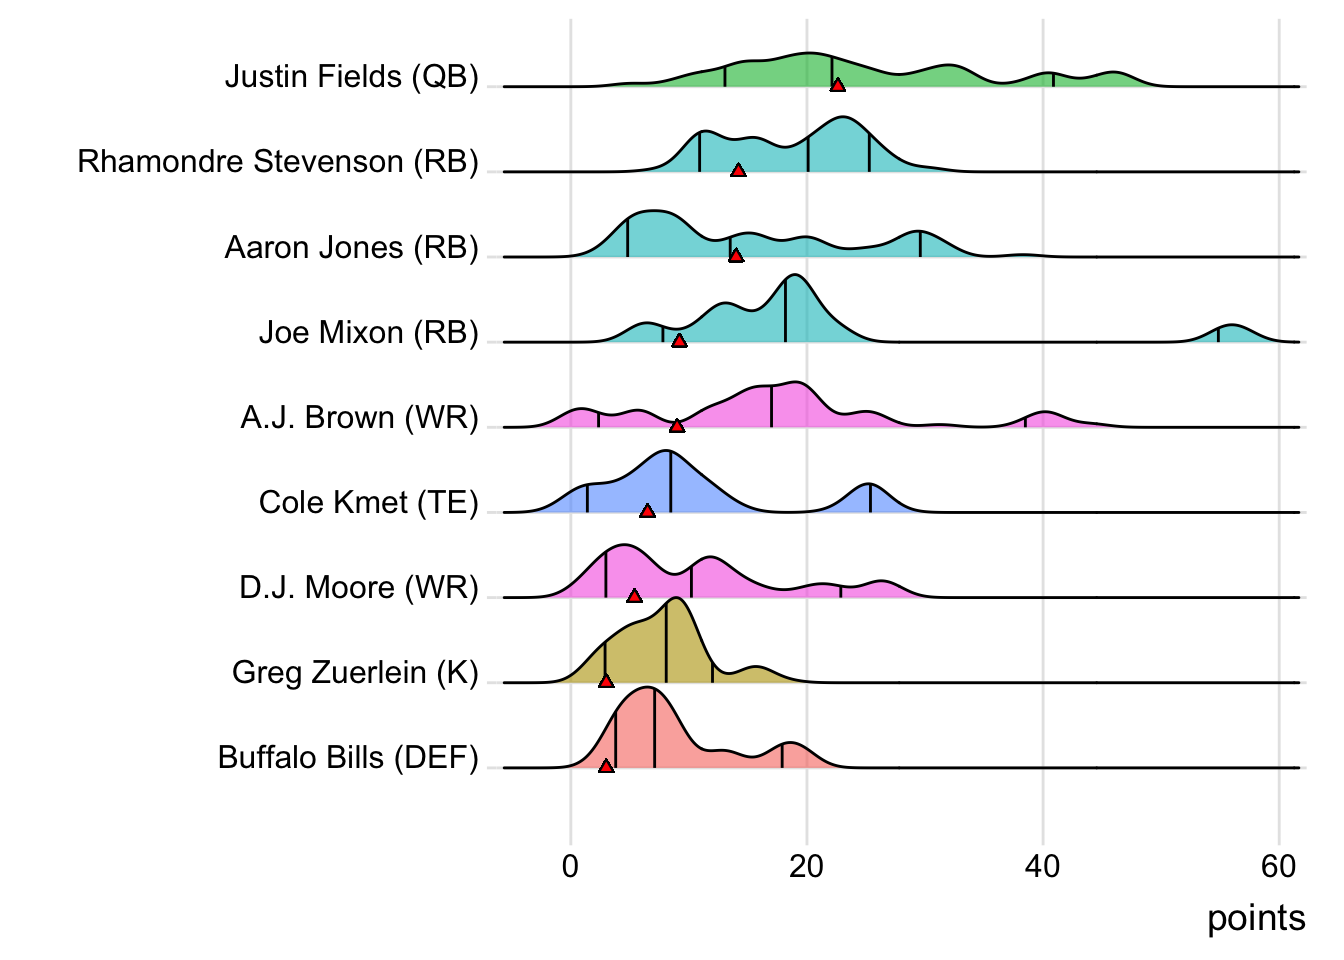 Justin Fields (QB)
Rhamondre Stevenson (RB)
Aaron Jones (RB)
Joe Mixon (RB)
A.J. Brown (WR)
Cole Kmet (TE)
D.J. Moore (WR)
Greg Zuerlein (K)
Buffalo Bills (DEF)
0 20 40 60
points